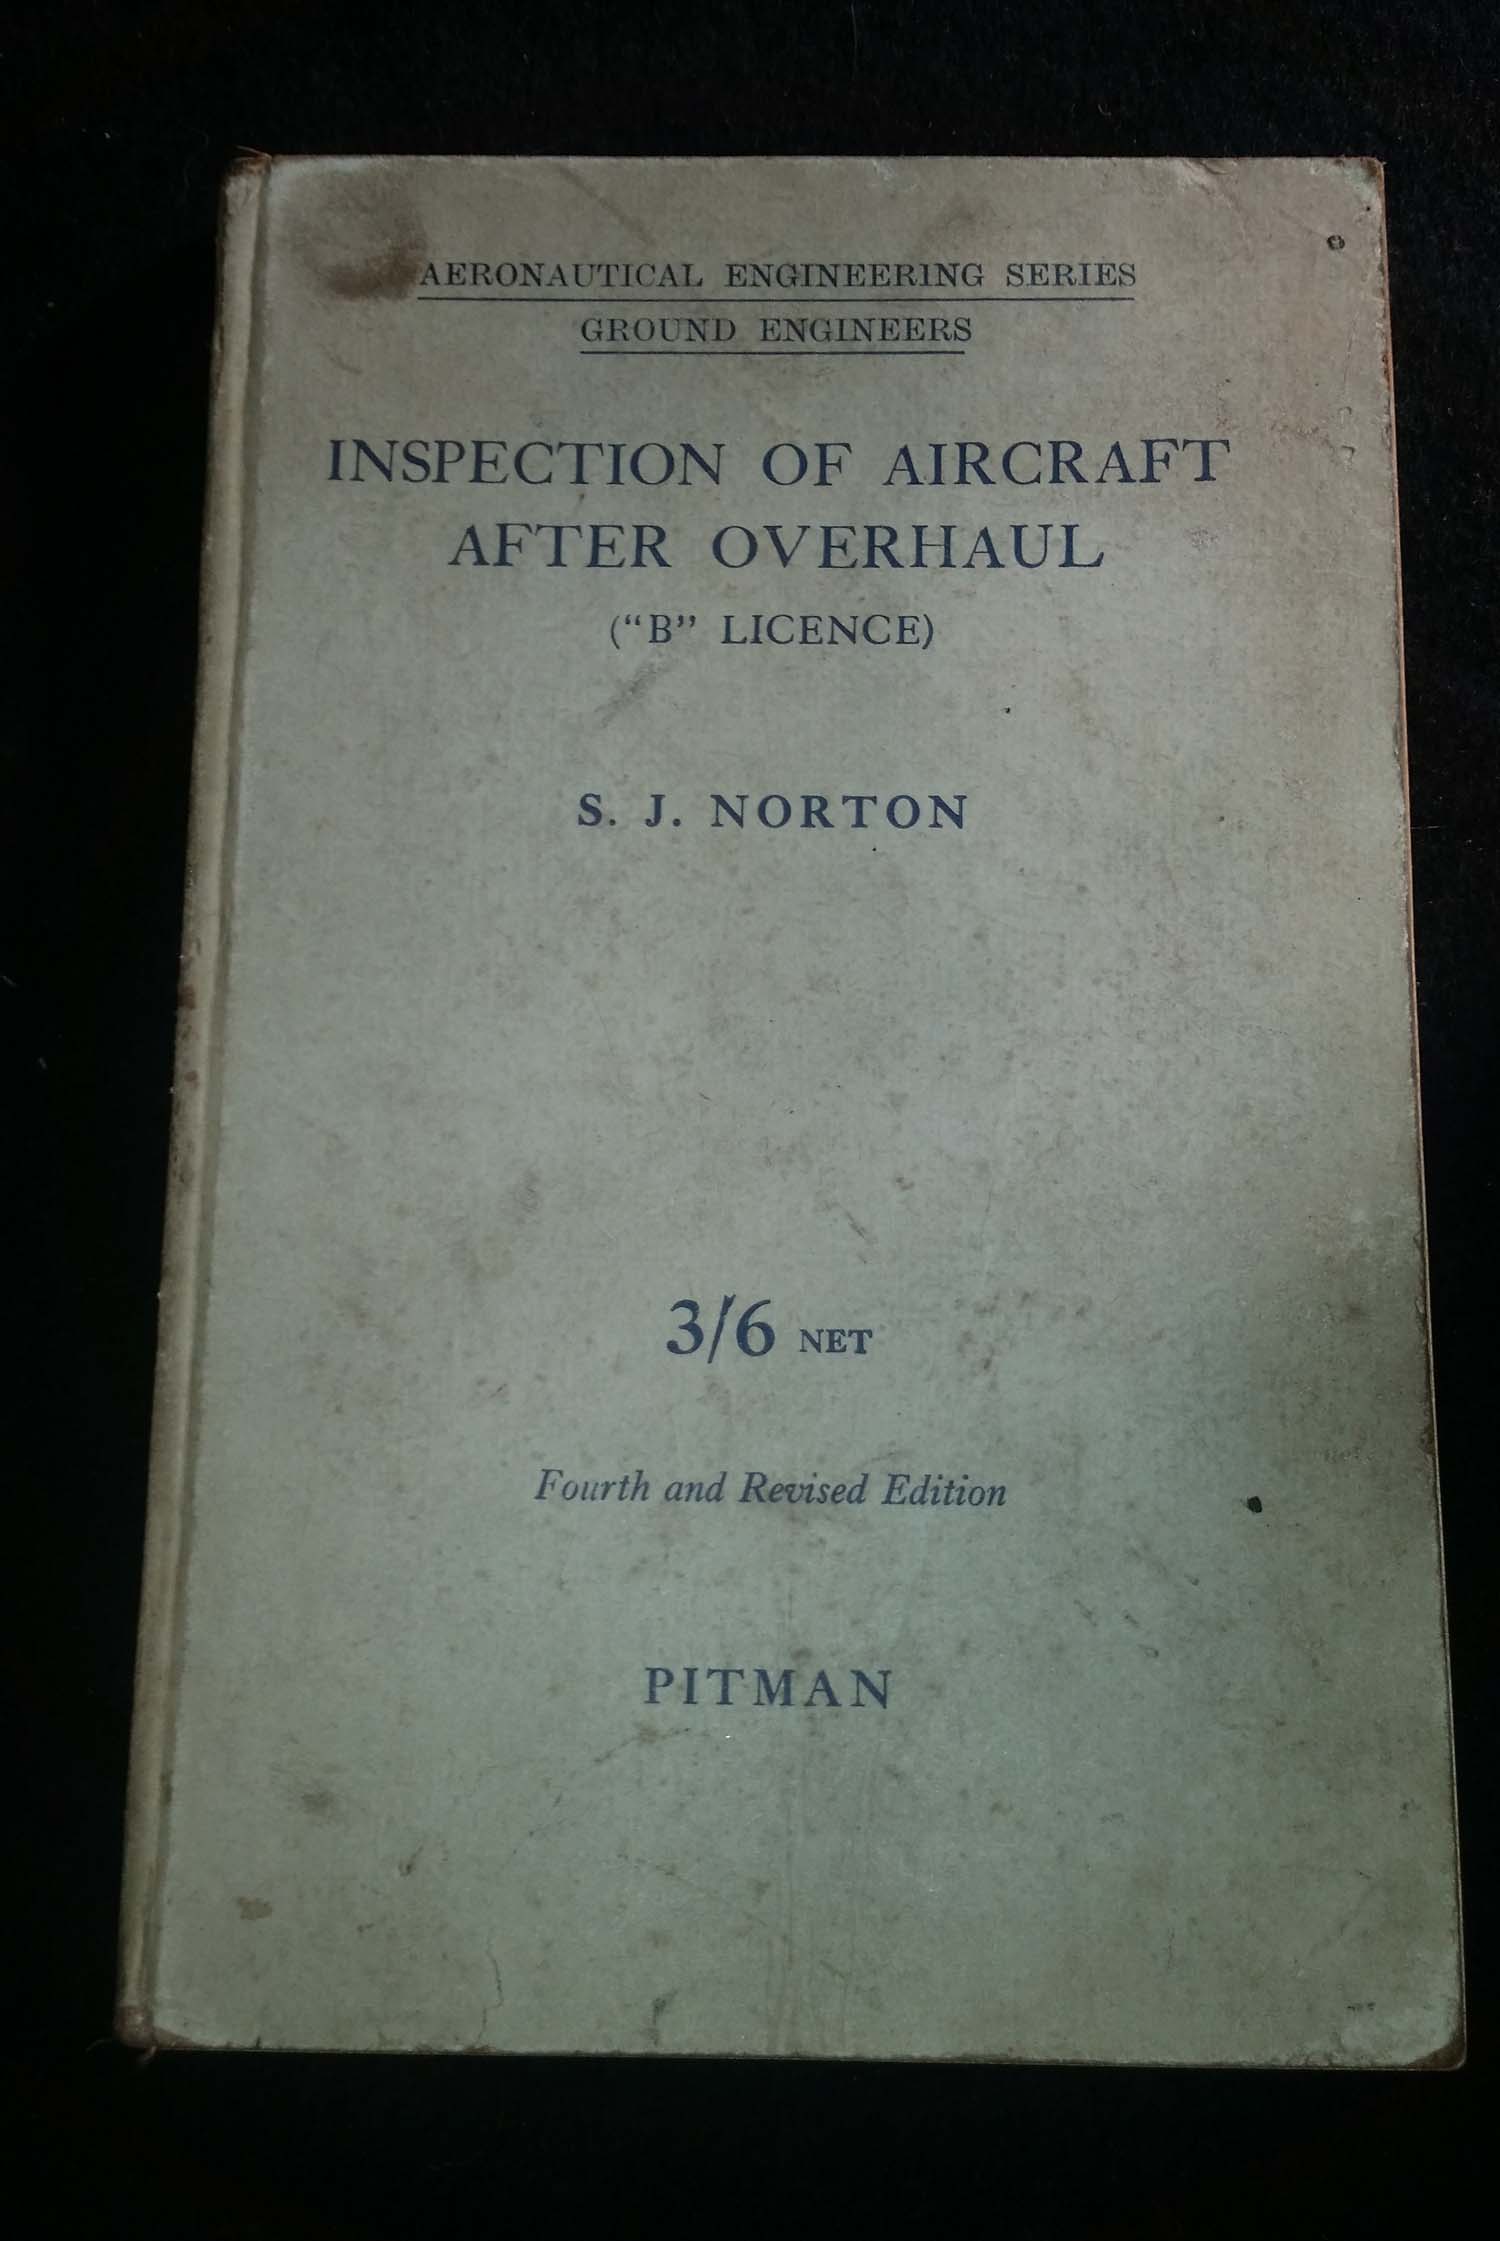 AERONAUTICAL ENGINEERING SERIES
GROUND ENGINEERS
INSPECTION OF AIRCRAFT
AFTER OVERHAUL
(“B” LICENCE)
S. J. NORTON
3/6 NET
Fourth and Revised Edition
PITMAN